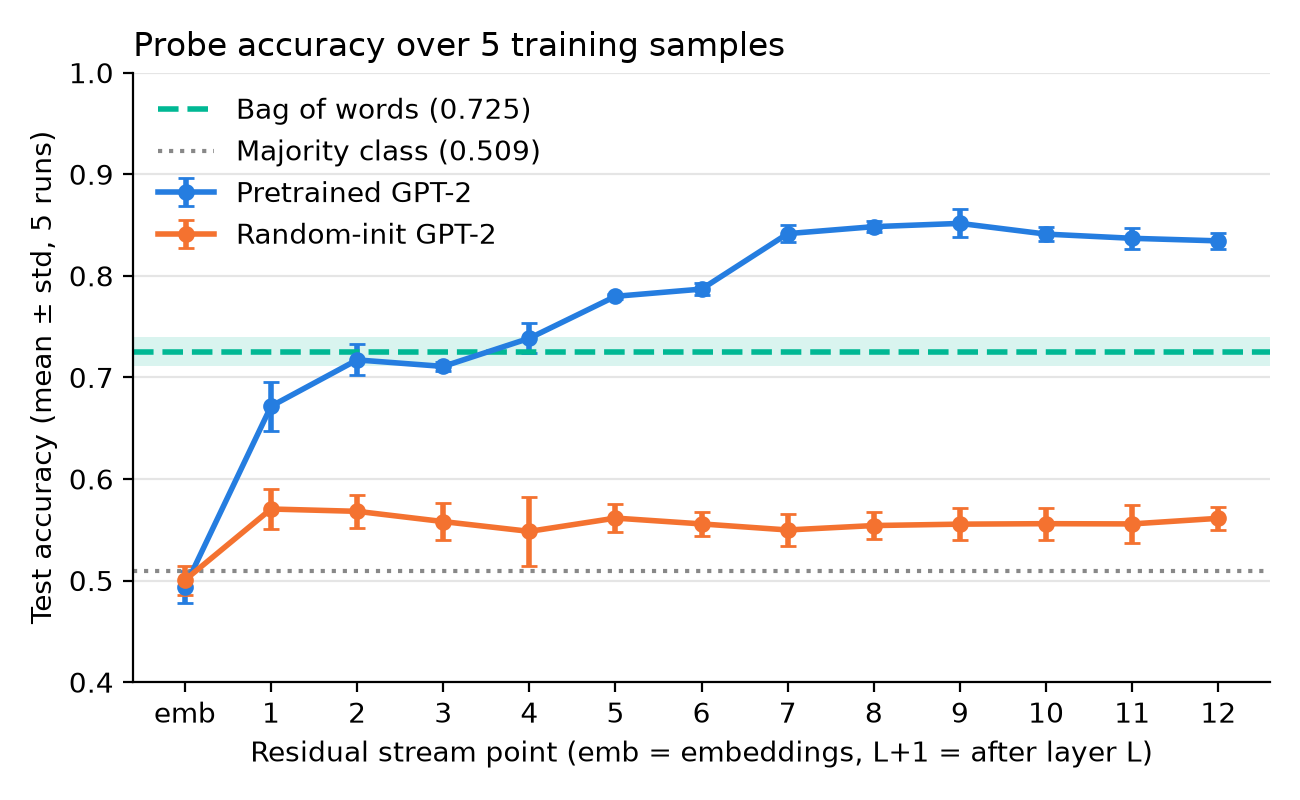 Probe accuracy over 5 training samples
1.0
0.9
0.8
0.7
0.6
0.5
0.4
Test accuracy (mean ± std, 5 runs)
Bag of words (0.725)
Majority class (0.509)
Pretrained GPT-2
Random-init GPT-2
emb 1 2 3 4 5 6 7 8 9 10 11 12
Residual stream point (emb = embeddings, L+1 = after layer L)